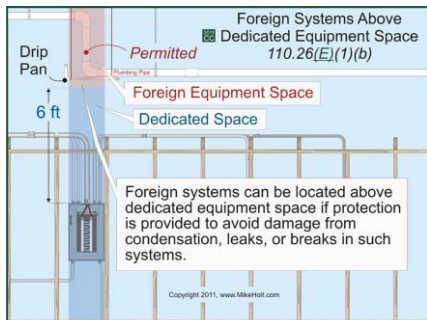 Foreign Systems Above
Dedicated Equipment Space
110.26(E)(1)(b)
Drip
Pan
Permitted
Plumbing Pipe
Foreign Equipment Space
6 ft
Dedicated Space
Foreign systems can be located above
dedicated equipment space if protection
is provided to avoid damage from
condensation, leaks, or breaks in such
systems.
Copyright 2011, www.MikeHolt.com